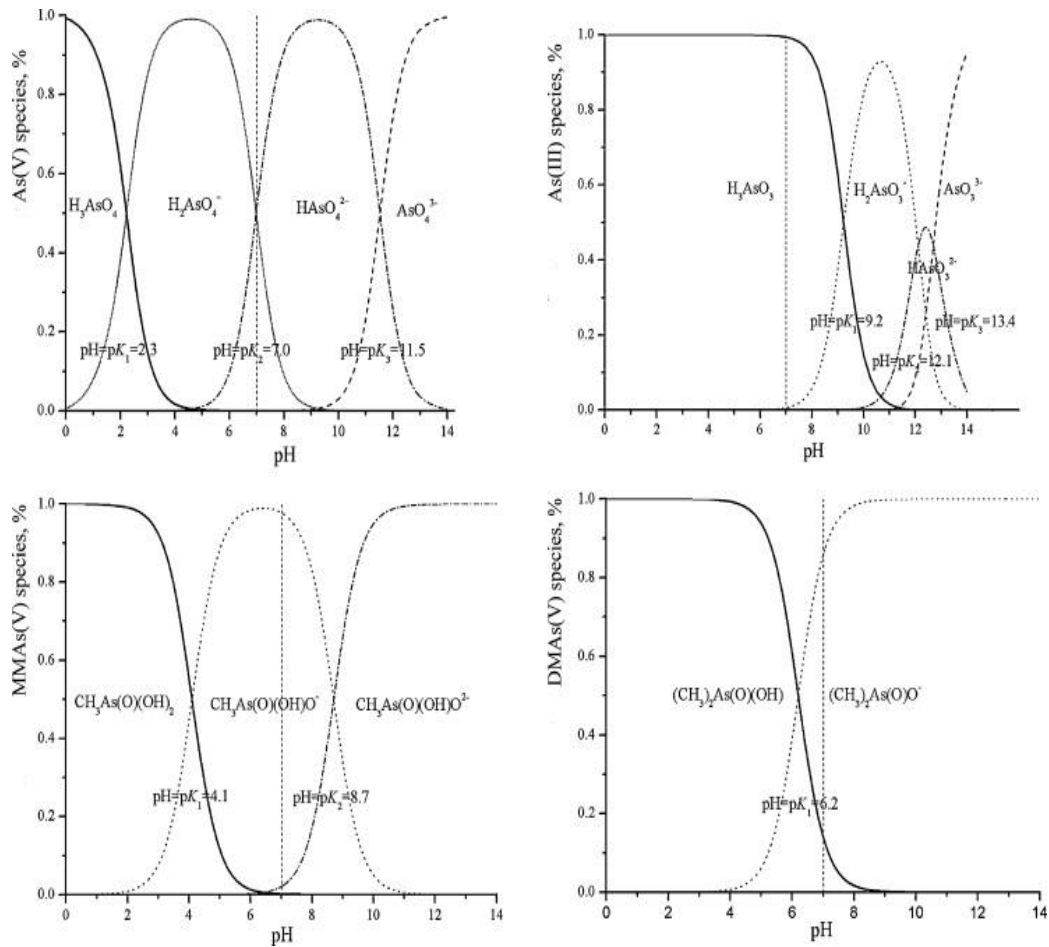 As(V) species, %
1.0
0.8
0.6
0.4
0.2
0.0
H₃AsO₄
H₂AsO₄⁻
HAsO₄²⁻
AsO₄³⁻
pH=pK₁=2.3
pH=pK₂=7.0
pH=pK₃=11.5
0 2 4 6 8 10 12 14
pH
As(III) species, %
1.0
0.8
0.6
0.4
0.2
0.0
H₃AsO₃
H₂AsO₃⁻
AsO₃³⁻
HAsO₃²⁻
pH=pK₁=9.2
pH=pK₃=13.4
0 2 4 6 8 10 12 14
pH
MMAs(V) species, %
1.0
0.8
0.6
0.4
0.2
0.0
CH₃As(O)(OH)₂
CH₃As(O)(OH)O⁻
CH₃As(O)(OH)O²⁻
pH=pK₁=4.1
pH=pK₂=8.7
0 2 4 6 8 10 12 14
pH
DMAs(V) species, %
1.0
0.8
0.6
0.4
0.2
0.0
(CH₃)₂As(O)(OH)
(CH₃)₂As(O)O⁻
pH=pK₁=6.2
0 2 4 6 8 10 12 14
pH